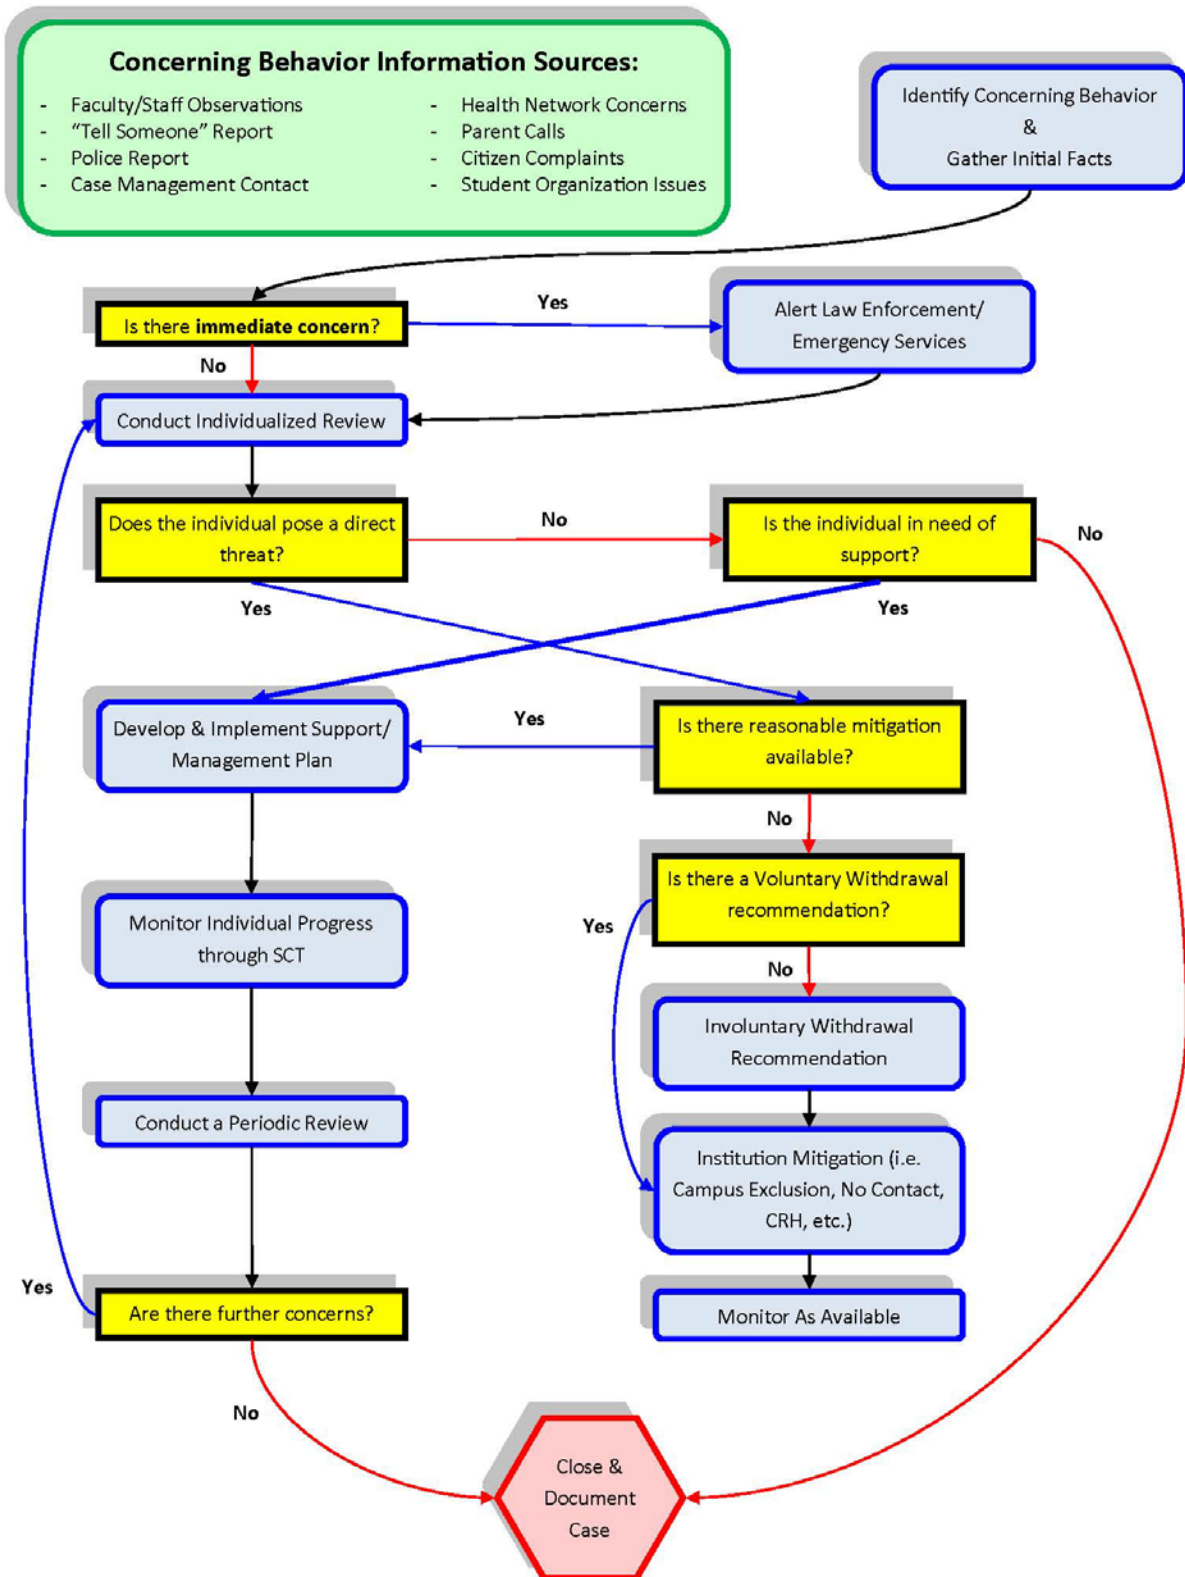 Concerning Behavior Information Sources:
- Faculty/Staff Observations
- “Tell Someone” Report
- Police Report
- Case Management Contact
- Health Network Concerns
- Parent Calls
- Citizen Complaints
- Student Organization Issues
Identify Concerning Behavior
&
Gather Initial Facts
Is there immediate concern?
Yes
Alert Law Enforcement/
Emergency Services
No
Conduct Individualized Review
Does the individual pose a direct
threat?
No
Is the individual in need of
support?
No
Yes
Yes
Develop & Implement Support/
Management Plan
Yes
Is there reasonable mitigation
available?
No
Is there a Voluntary Withdrawal
recommendation?
Yes
No
Monitor Individual Progress
through SCT
Involuntary Withdrawal
Recommendation
Conduct a Periodic Review
Institution Mitigation (i.e.
Campus Exclusion, No Contact,
CRH, etc.)
Yes
Are there further concerns?
Monitor As Available
No
Close &
Document
Case